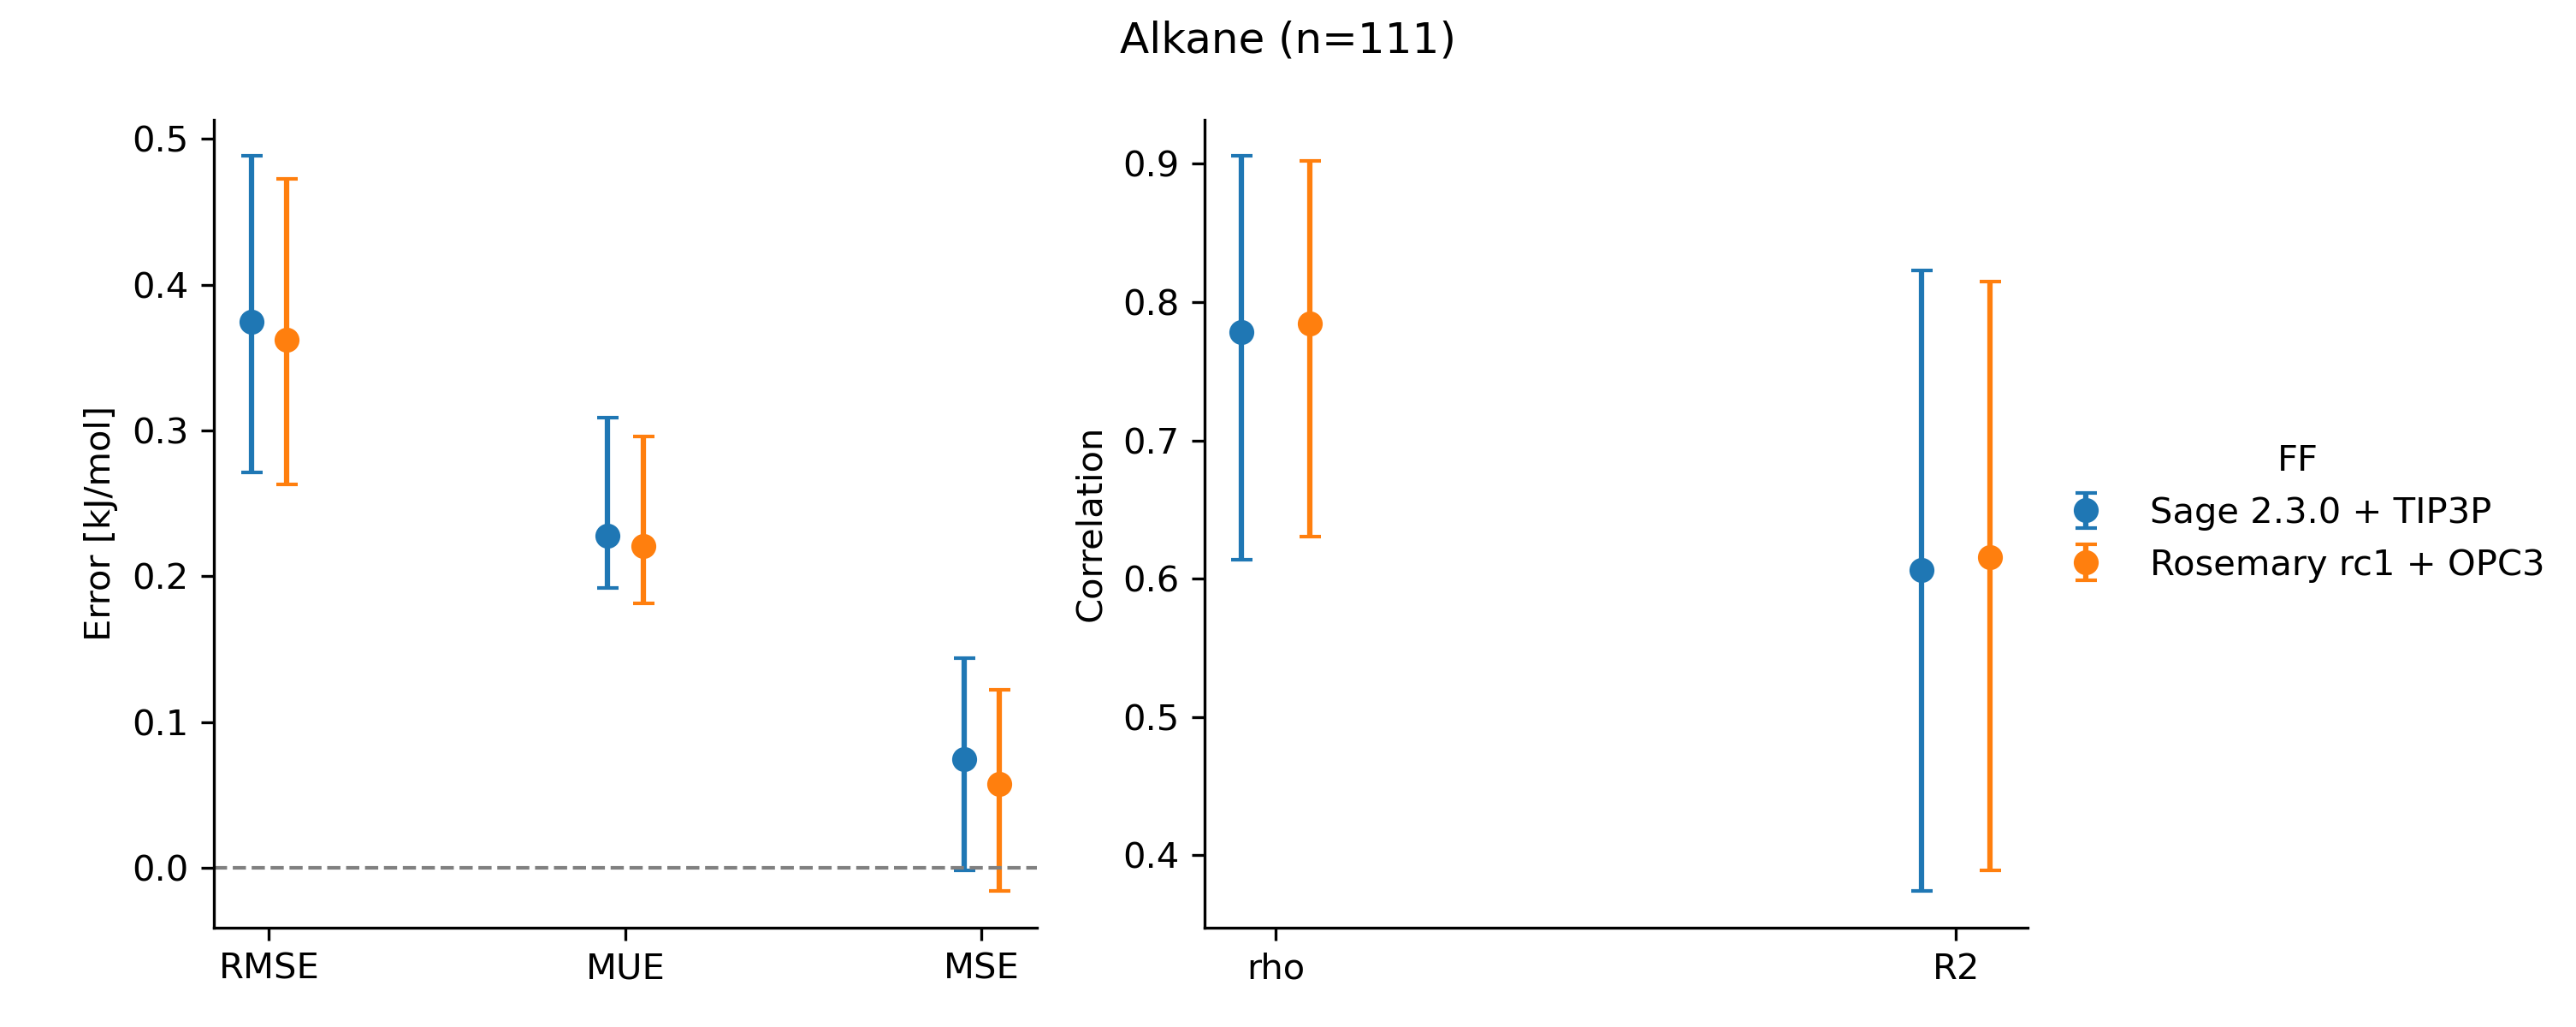 Alkane (n=111)
Error [kJ/mol]
0.5
0.4
0.3
0.2
0.1
0.0
RMSE
MUE
MSE
Correlation
0.9
0.8
0.7
0.6
0.5
0.4
rho
R2
FF
Sage 2.3.0 + TIP3P
Rosemary rc1 + OPC3